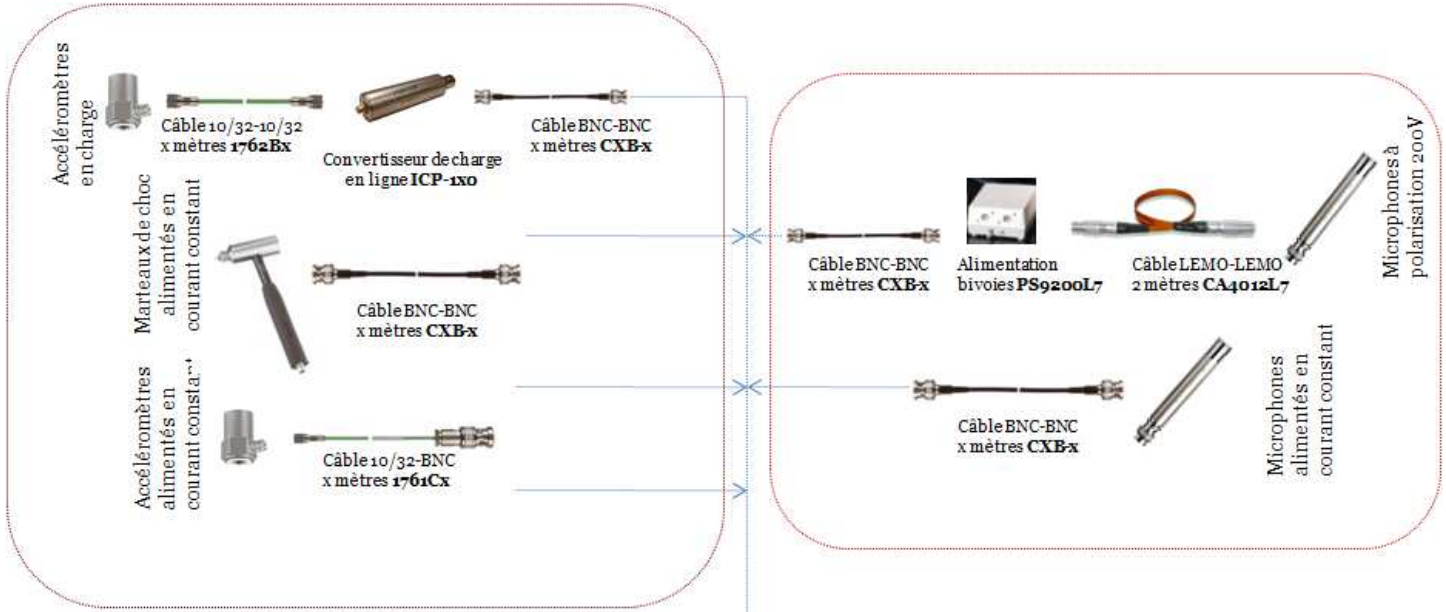 Accéléromètres
en charge
Câble 10/32-10/32
x mètres 1762Bx
Convertisseur de charge
en ligne ICP-1x0
Câble BNC-BNC
x mètres CXB-x
Marteaux de choc
alimentés en
courant constant
Câble BNC-BNC
x mètres CXB-x
Accéléromètres
alimentés en
courant
Câble 10/32-BNC
x mètres 1761Cx
Câble BNC-BNC
x mètres CXB-x
Alimentation
bivoies PS9200L7
Câble LEMO-LEMO
2 mètres CA4012L7
Microphones à
polarisation 200V
Câble BNC-BNC
x mètres CXB-x
Microphones
alimentés en
courant constant